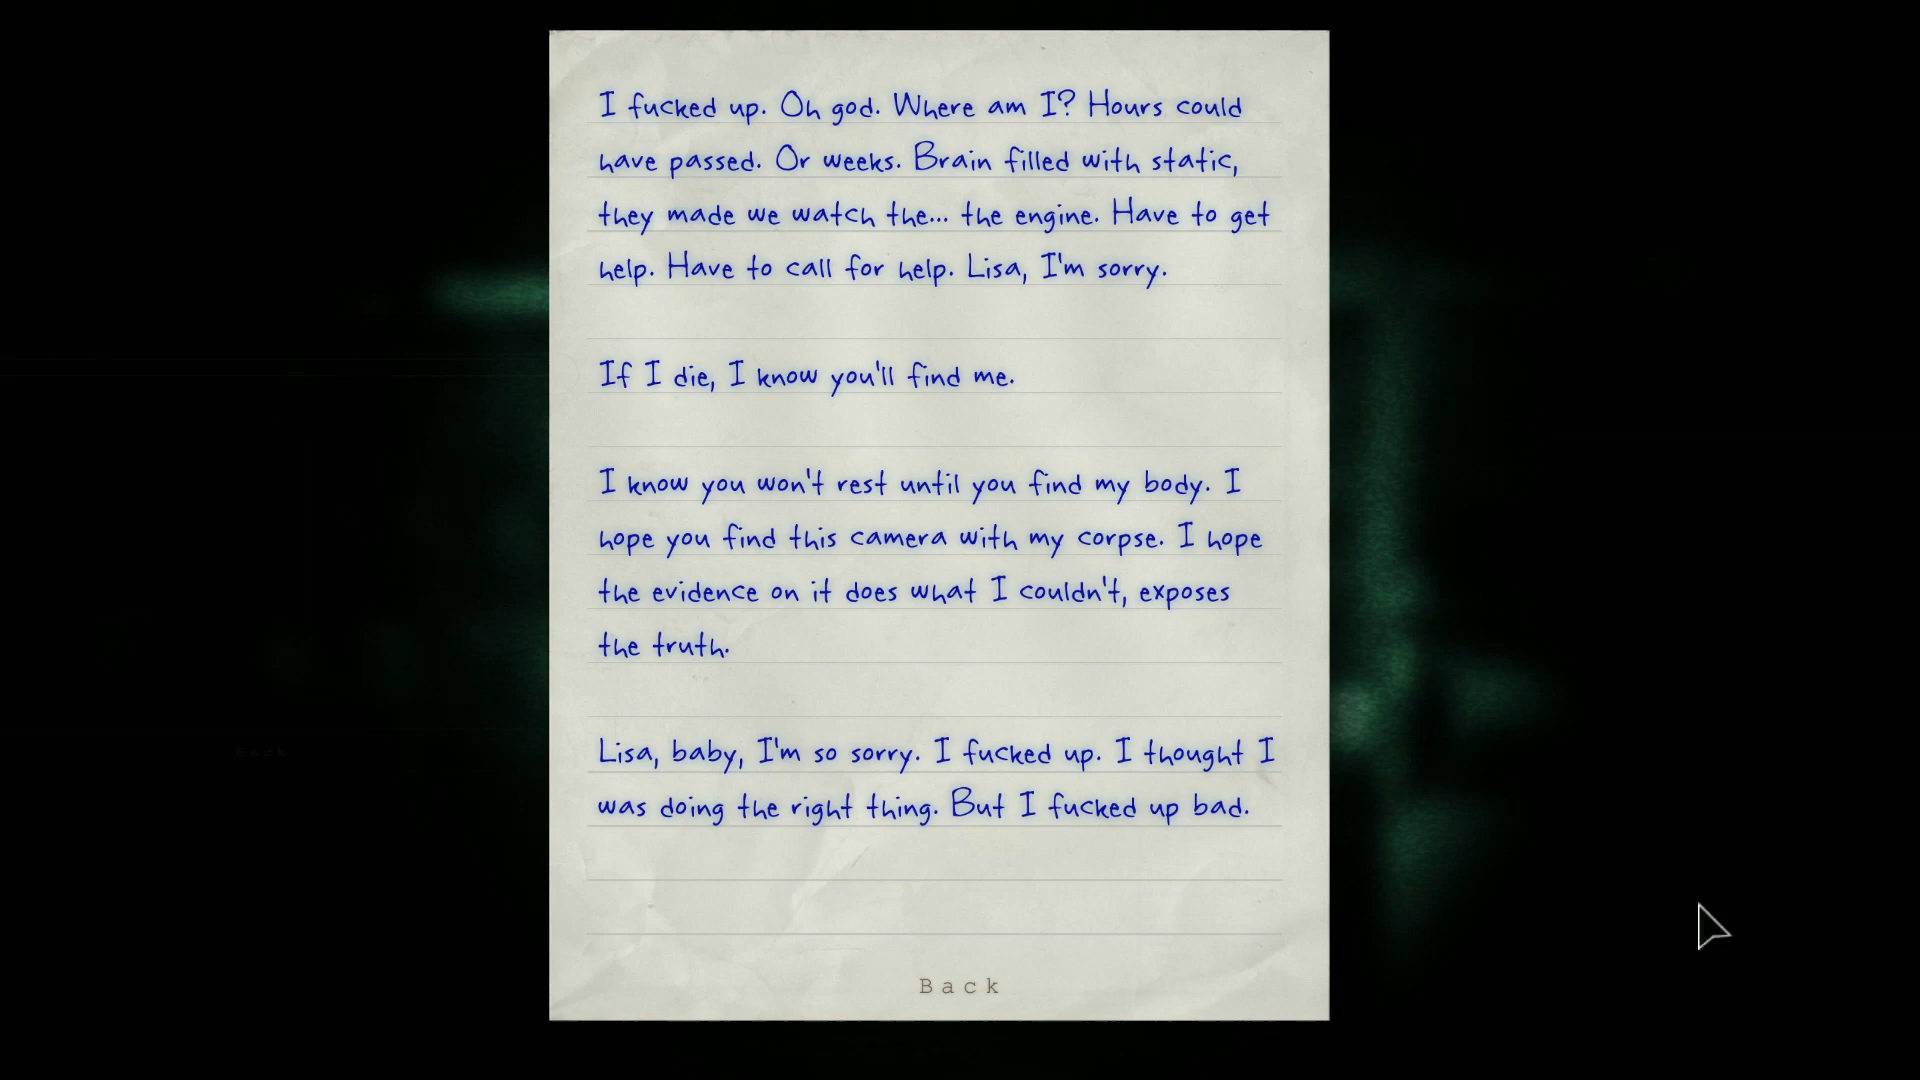 I fucked up. Oh god. Where am I? Hours could
have passed. Or weeks. Brain filled with static,
they made we watch the... the engine. Have to get
help. Have to call for help. Lisa, I'm sorry.
If I die, I know you'll find me.
I know you won't rest until you find my body. I
hope you find this camera with my corpse. I hope
the evidence on it does what I couldn't, exposes
the truth.
Lisa, baby, I'm so sorry. I fucked up. I thought I
was doing the right thing. But I fucked up bad.
Back
Back